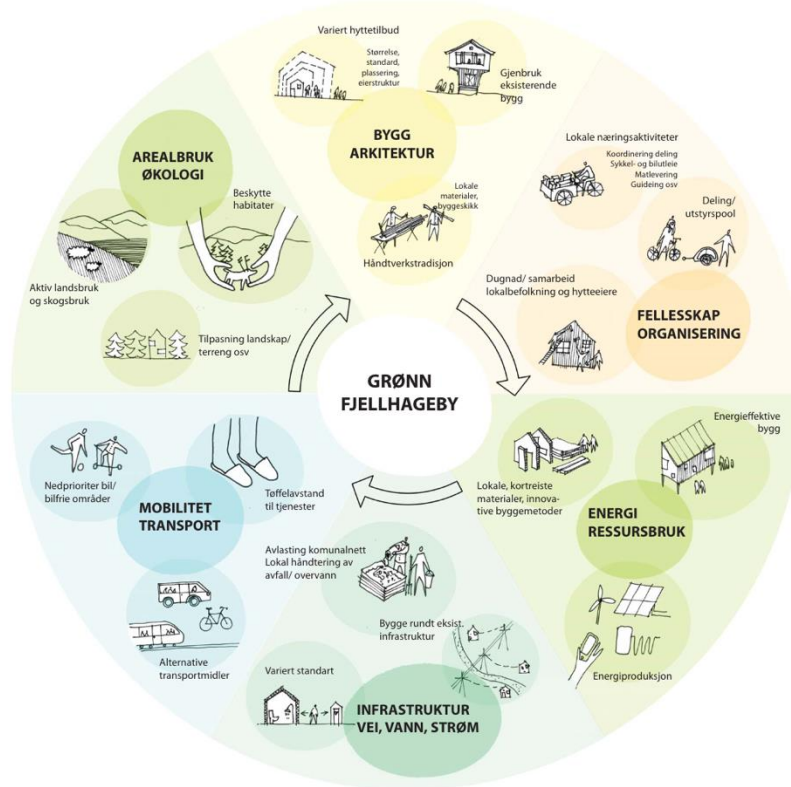 Variert hyttetilbud
Størrelse,
standard,
plassering,
eierstruktur
Gjenbruk
eksisterende
bygg
BYGG
ARKITEKTUR
Lokale
materialer,
byggeskikk
Håndtverkstradisjon
Lokale næringsaktiviteter
Koordinering deling
Sykkel- og bilutleie
Matlevering
Guideing osv
Deling/
utstyrspool
Dugnad/ samarbeid
lokalbefolkning og hytteeiere
FELLESSKAP
ORGANISERING
AREALBRUK
ØKOLOGI
Beskytte
habitater
Aktiv landsbruk
og skogsbruk
Tilpasning landskap/
terreng osv
GRØNN
FJELLHAGEBY
Energieffektive
bygg
Lokale, kortreiste
materialer, innova-
tive byggemetoder
ENERGI
RESSURSBRUK
Energiproduksjon
Nedprioriter bil/
bilfrie områder
Tøffelavstand
til tjenester
MOBILITET
TRANSPORT
Alternative
transportmidler
Avlasting komunalnett
Lokal håndtering av
avfall/ overvann
Bygge rundt eksist.
infrastruktur
Variert standart
INFRASTRUKTUR
VEI, VANN, STRØM